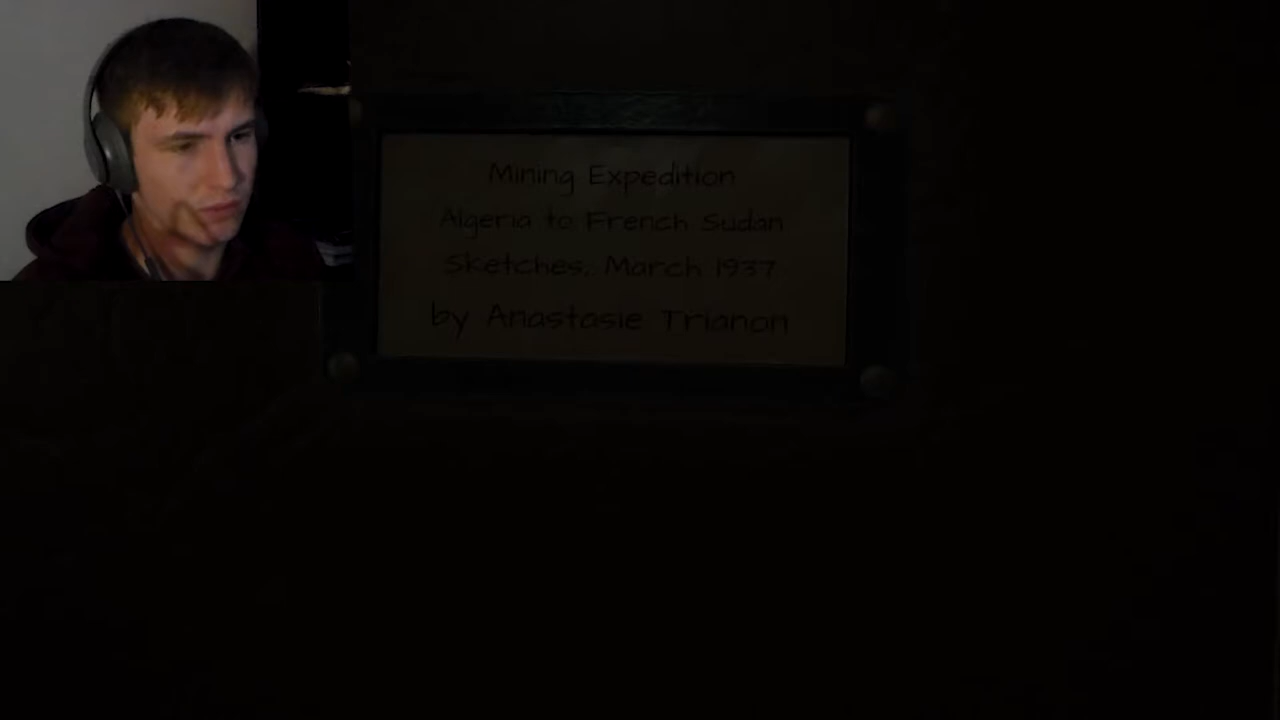 Mining Expedition
Algeria to French Sudan
Sketches, March 1937
by Anastasie Trianon